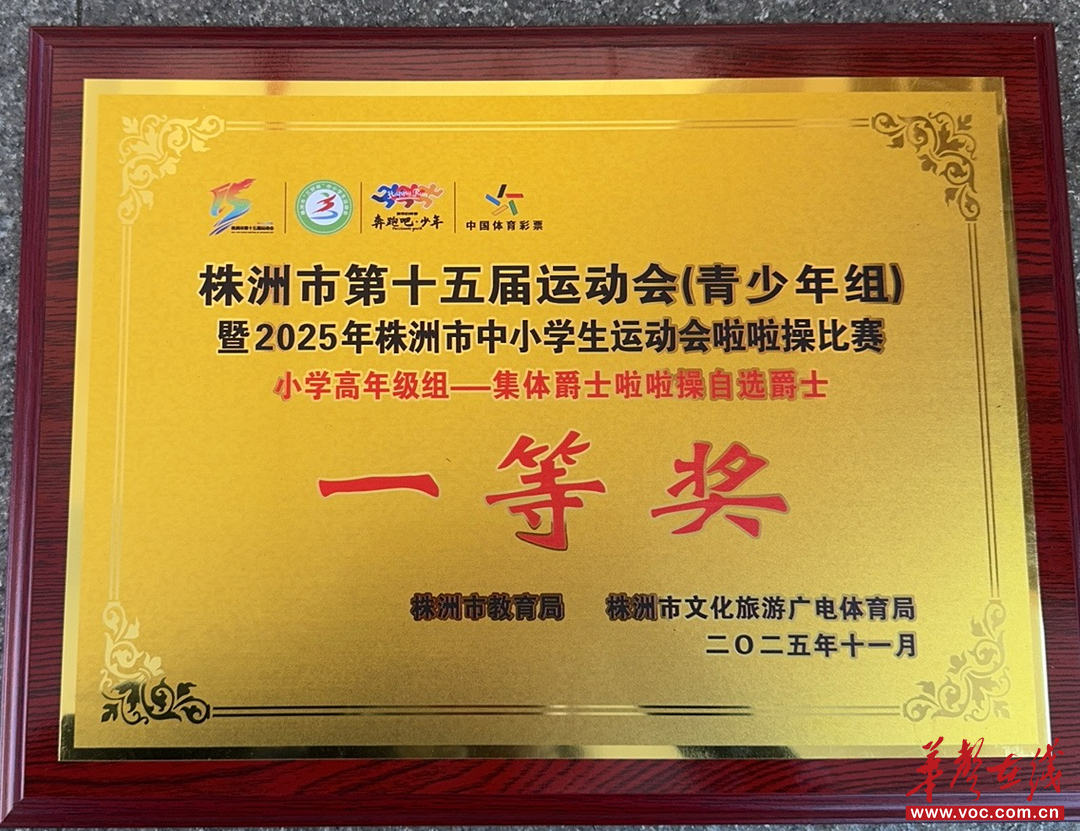 Happy Run
奔跑吧·少年
中国体育彩票
株洲市第十五届运动会(青少年组)
暨2025年株洲市中小学生运动会啦啦操比赛
小学高年级组——集体爵士啦啦操自选爵士
一等奖
株洲市教育局 株洲市文化旅游广电体育局
二〇二五年十一月
华声在线
www.voc.com.cn